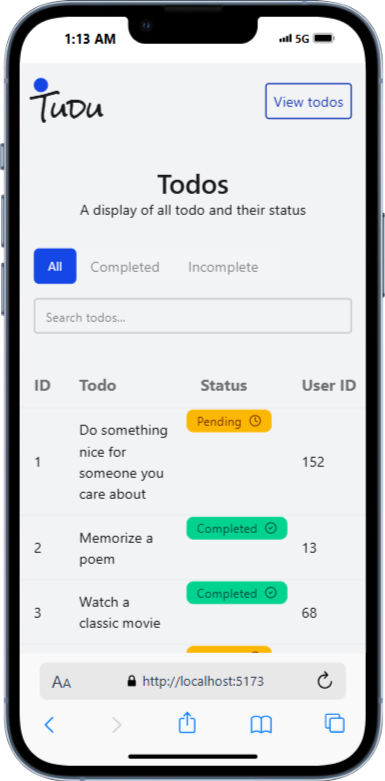 1:13 AM 5G
TuDu View todos
Todos
A display of all todo and their status
All Completed Incomplete
Search todos...
ID Todo Status User ID
Do something
nice for
someone you
care about
1 Pending 152
Memorize a
poem
2 Completed 13
Watch a
classic movie
3 Completed 68
AA http://localhost:5173